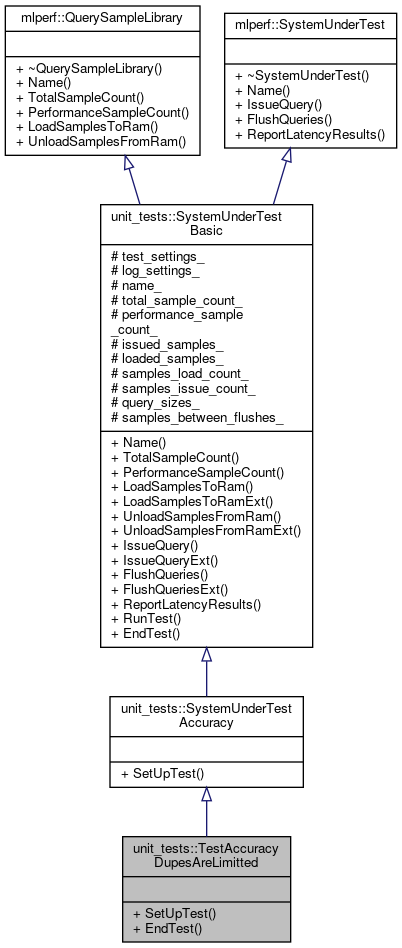 mlperf::QuerySampleLibrary
+ ~QuerySampleLibrary()
+ Name()
+ TotalSampleCount()
+ PerformanceSampleCount()
+ LoadSamplesToRam()
+ UnloadSamplesFromRam()
mlperf::SystemUnderTest
+ ~SystemUnderTest()
+ Name()
+ IssueQuery()
+ FlushQueries()
+ ReportLatencyResults()
unit_tests::SystemUnderTest
Basic
# test_settings_
# log_settings_
# name_
# total_sample_count_
# performance_sample
_count_
# issued_samples_
# loaded_samples_
# samples_load_count_
# samples_issue_count_
# query_sizes_
# samples_between_flushes_
+ Name()
+ TotalSampleCount()
+ PerformanceSampleCount()
+ LoadSamplesToRam()
+ LoadSamplesToRamExt()
+ UnloadSamplesFromRam()
+ UnloadSamplesFromRamExt()
+ IssueQuery()
+ IssueQueryExt()
+ FlushQueries()
+ FlushQueriesExt()
+ ReportLatencyResults()
+ RunTest()
+ EndTest()
unit_tests::SystemUnderTest
Accuracy
+ SetUpTest()
unit_tests::TestAccuracy
_DupesAreLimitted
+ SetUpTest()
+ EndTest()